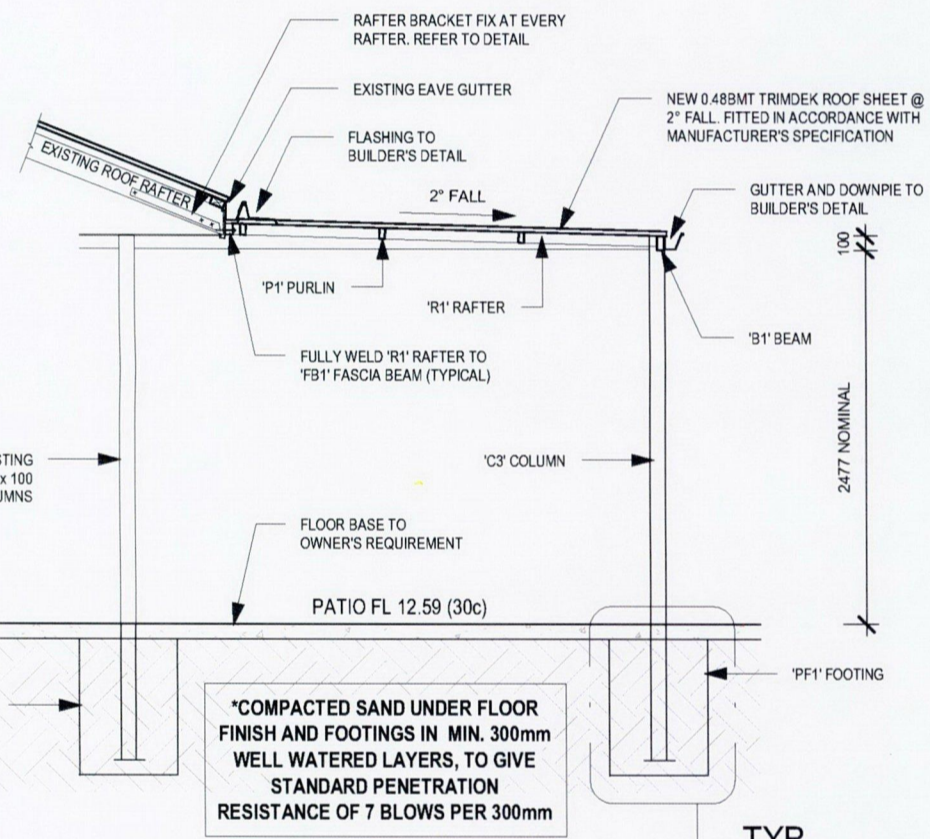 RAFTER BRACKET FIX AT EVERY
RAFTER. REFER TO DETAIL
EXISTING EAVE GUTTER
FLASHING TO
BUILDER'S DETAIL
NEW 0.48BMT TRIMDEK ROOF SHEET @
2° FALL. FITTED IN ACCORDANCE WITH
MANUFACTURER'S SPECIFICATION
EXISTING ROOF RAFTER
2° FALL
GUTTER AND DOWNPIE TO
BUILDER'S DETAIL
100
'P1' PURLIN
'R1' RAFTER
'B1' BEAM
FULLY WELD 'R1' RAFTER TO
'FB1' FASCIA BEAM (TYPICAL)
2477 NOMINAL
STING
x 100
UMNS
'C3' COLUMN
FLOOR BASE TO
OWNER'S REQUIREMENT
PATIO FL 12.59 (30c)
'PF1' FOOTING
*COMPACTED SAND UNDER FLOOR
FINISH AND FOOTINGS IN MIN. 300mm
WELL WATERED LAYERS, TO GIVE
STANDARD PENETRATION
RESISTANCE OF 7 BLOWS PER 300mm
TYP